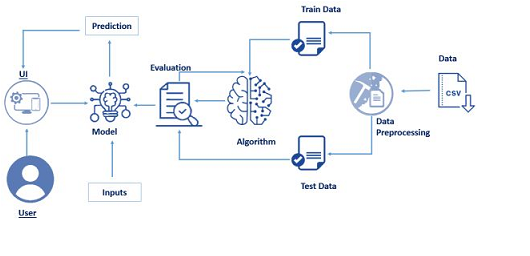 Train Data
Prediction
Data
UI
Evaluation
CSV
Model
Data
Preprocessing
Algorithm
Test Data
Inputs
User